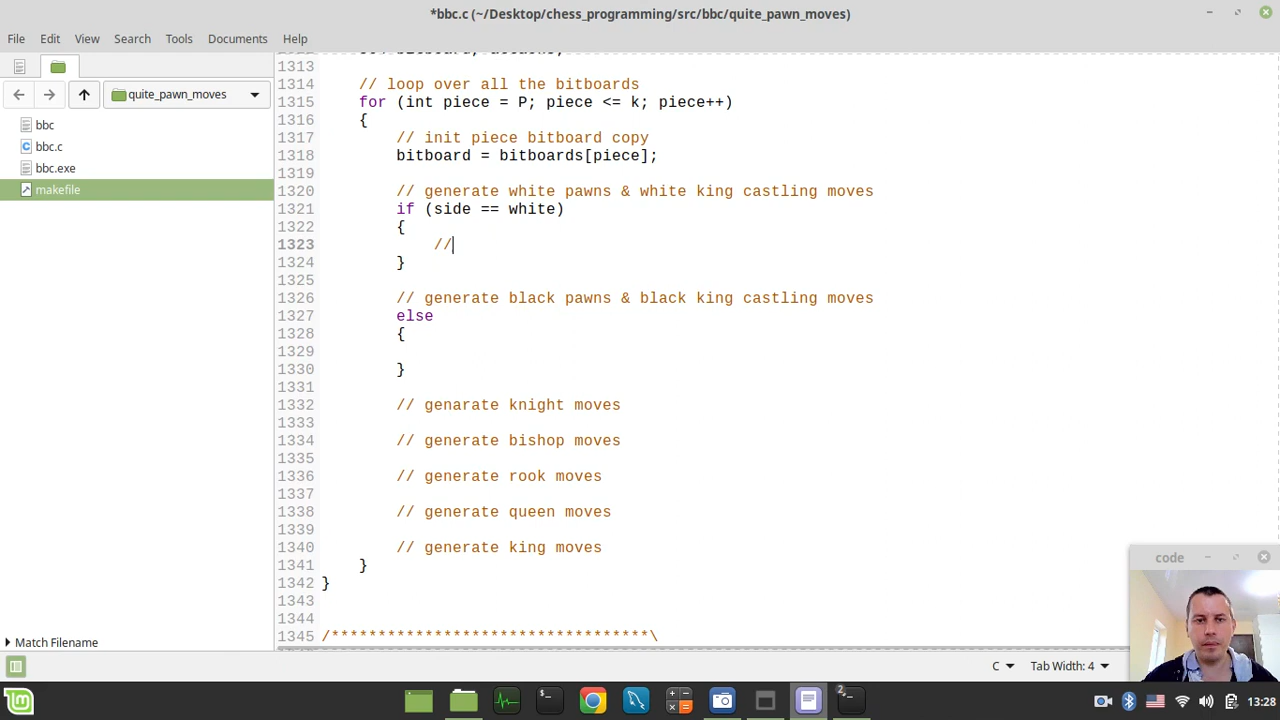 *bbc.c (~/Desktop/chess_programming/src/bbc/quite_pawn_moves)
File Edit View Search Tools Documents Help
quite_pawn_moves
bbc
bbc.c
bbc.exe
makefile
Match Filename
1313
1314 // loop over all the bitboards
1315 for (int piece = P; piece <= k; piece++)
1316 {
1317 // init piece bitboard copy
1318 bitboard = bitboards[piece];
1319
1320 // generate white pawns & white king castling moves
1321 if (side == white)
1322 {
1323 //
1324 }
1325
1326 // generate black pawns & black king castling moves
1327 else
1328 {
1329
1330 }
1331
1332 // genarate knight moves
1333
1334 // generate bishop moves
1335
1336 // generate rook moves
1337
1338 // generate queen moves
1339
1340 // generate king moves
1341 }
1342 }
1343
1344
1345 /**********************************\
code
C Tab Width: 4
13:28